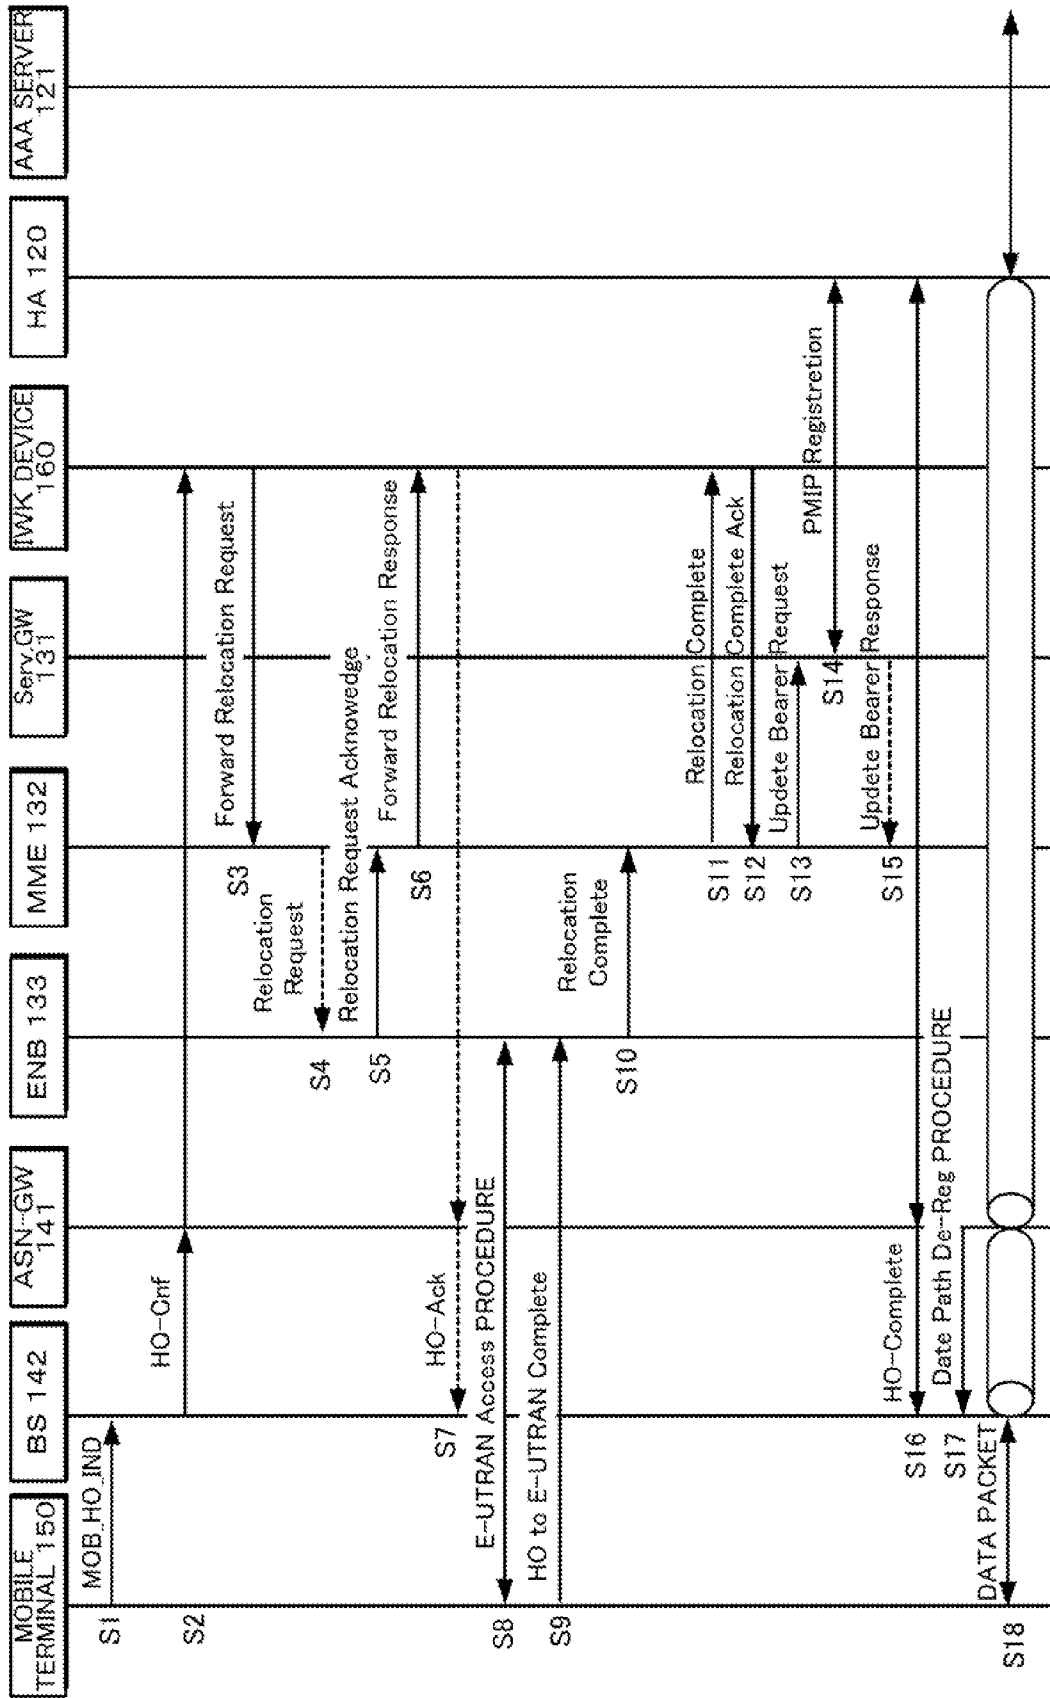 MOBILE
TERMINAL 150
BS 142
ASN-GW
141
ENB 133
MME 132
Serv.GW
131
IWK DEVICE
160
HA 120
AAA SERVER
121
S1
MOB_HO_IND
S2
HO-Cnf
S3
Forward Relocation Request
S4
Relocation
Request
S5
Relocation Request Acknowedge
S6
Forward Relocation Response
S7
HO-Ack
S8
E-UTRAN Access PROCEDURE
S9
HO to E-UTRAN Complete
S10
Relocation
Complete
S11
Relocation Complete
S12
Relocation Complete Ack
S13
Updete Bearer Request
S14
PMIP Registretion
S15
Updete Bearer Response
S16
HO-Complete
S17
Date Path De-Reg PROCEDURE
S18
DATA PACKET